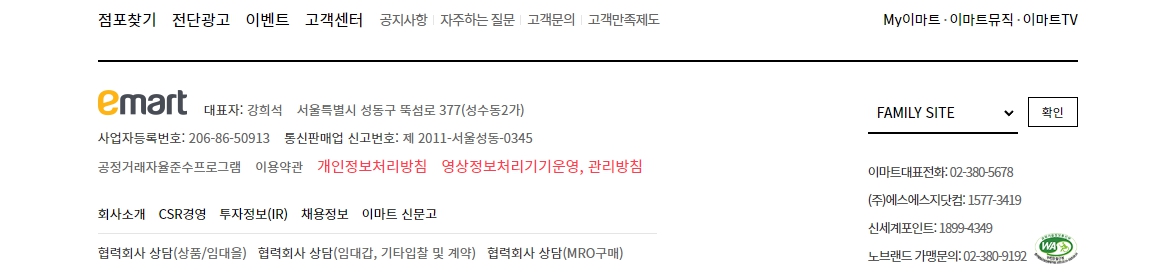 점포찾기 전단광고 이벤트 고객센터 공지사항 자주하는 질문 고객문의 고객만족제도 My이마트 · 이마트뮤직 · 이마트TV
emart 대표자: 강희석 서울특별시 성동구 뚝섬로 377(성수동2가)
사업자등록번호: 206-86-50913 통신판매업 신고번호: 제 2011-서울성동-0345
공정거래자율준수프로그램 이용약관 개인정보처리방침 영상정보처리기기운영, 관리방침
회사소개 CSR경영 투자정보(IR) 채용정보 이마트 신문고
협력회사 상담(상품/임대을) 협력회사 상담(임대갑, 기타입찰 및 계약) 협력회사 상담(MRO구매)
FAMILY SITE 확인
이마트대표전화: 02-380-5678
(주)에스에스지닷컴: 1577-3419
신세계포인트: 1899-4349
노브랜드 가맹문의: 02-380-9192
WA